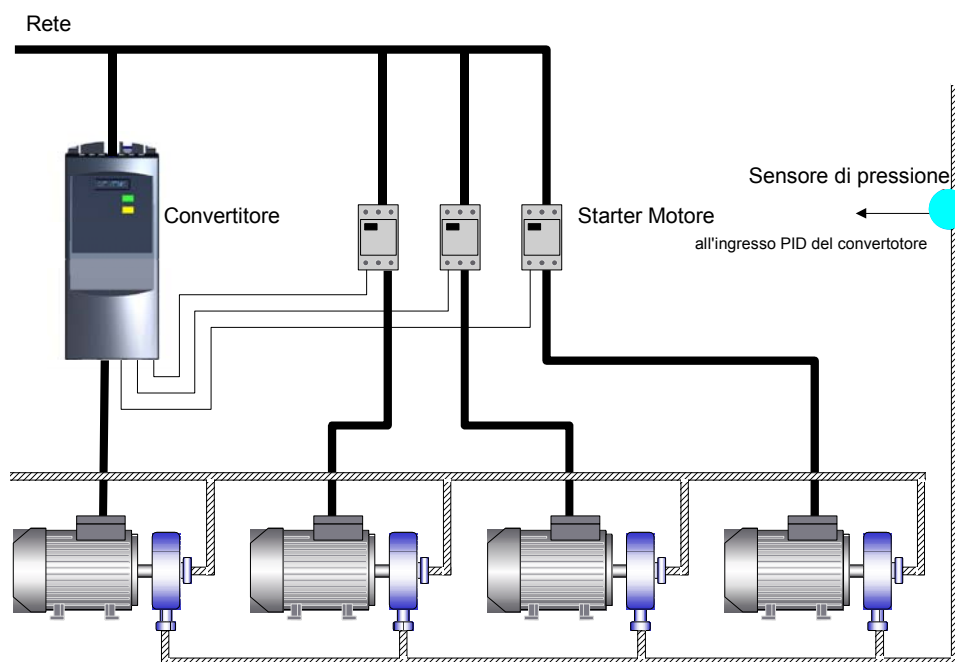 Rete
Sensore di pressione
Convertitore
Starter Motore
all'ingresso PID del convertotore